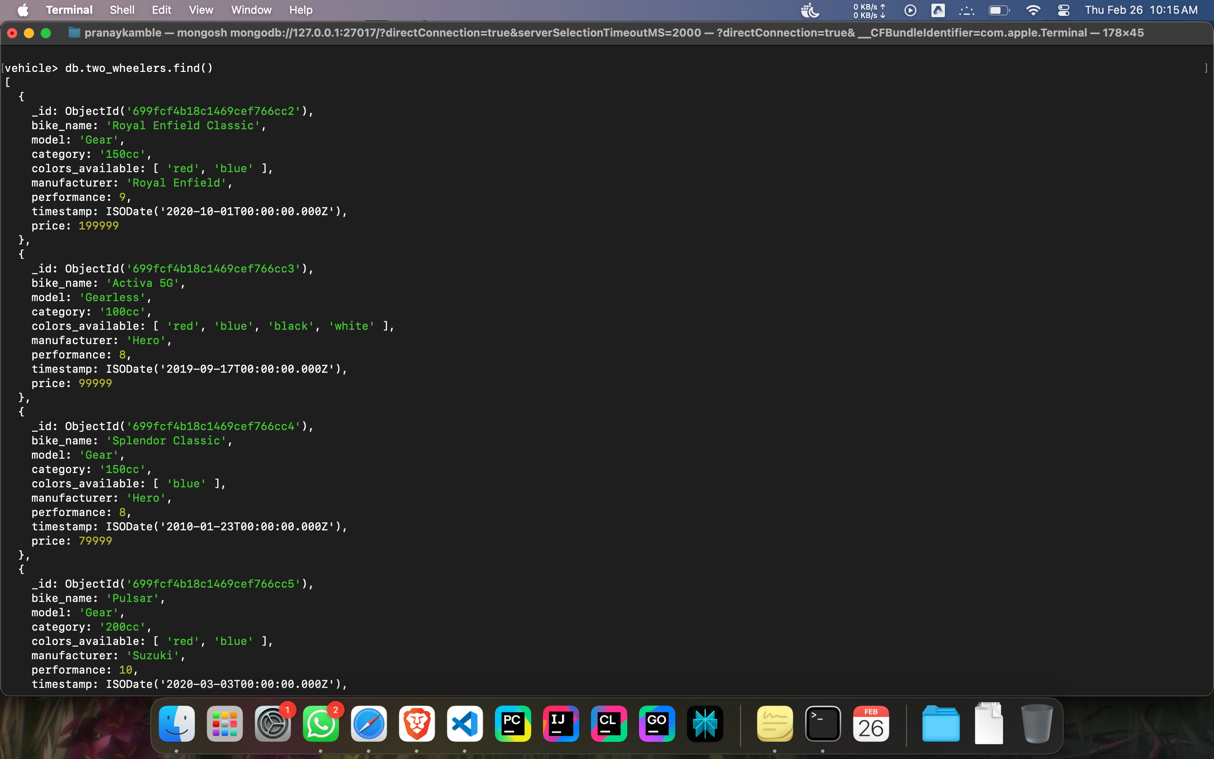 Terminal Shell Edit View Window Help 0 KB/s ↑ 0 KB/s ↓ A Thu Feb 26 10:15 AM
pranaykamble — mongosh mongodb://127.0.0.1:27017/?directConnection=true&serverSelectionTimeoutMS=2000 — ?directConnection=true& __CFBundleIdentifier=com.apple.Terminal — 178×45
[vehicle> db.two_wheelers.find() ]
[
{
_id: ObjectId('699fcf4b18c1469cef766cc2'),
bike_name: 'Royal Enfield Classic',
model: 'Gear',
category: '150cc',
colors_available: [ 'red', 'blue' ],
manufacturer: 'Royal Enfield',
performance: 9,
timestamp: ISODate('2020-10-01T00:00:00.000Z'),
price: 199999
},
{
_id: ObjectId('699fcf4b18c1469cef766cc3'),
bike_name: 'Activa 5G',
model: 'Gearless',
category: '100cc',
colors_available: [ 'red', 'blue', 'black', 'white' ],
manufacturer: 'Hero',
performance: 8,
timestamp: ISODate('2019-09-17T00:00:00.000Z'),
price: 99999
},
{
_id: ObjectId('699fcf4b18c1469cef766cc4'),
bike_name: 'Splendor Classic',
model: 'Gear',
category: '150cc',
colors_available: [ 'blue' ],
manufacturer: 'Hero',
performance: 8,
timestamp: ISODate('2010-01-23T00:00:00.000Z'),
price: 79999
},
{
_id: ObjectId('699fcf4b18c1469cef766cc5'),
bike_name: 'Pulsar',
model: 'Gear',
category: '200cc',
colors_available: [ 'red', 'blue' ],
manufacturer: 'Suzuki',
performance: 10,
timestamp: ISODate('2020-03-03T00:00:00.000Z'),
1 2 PC IJ CL GO >_ FEB
26